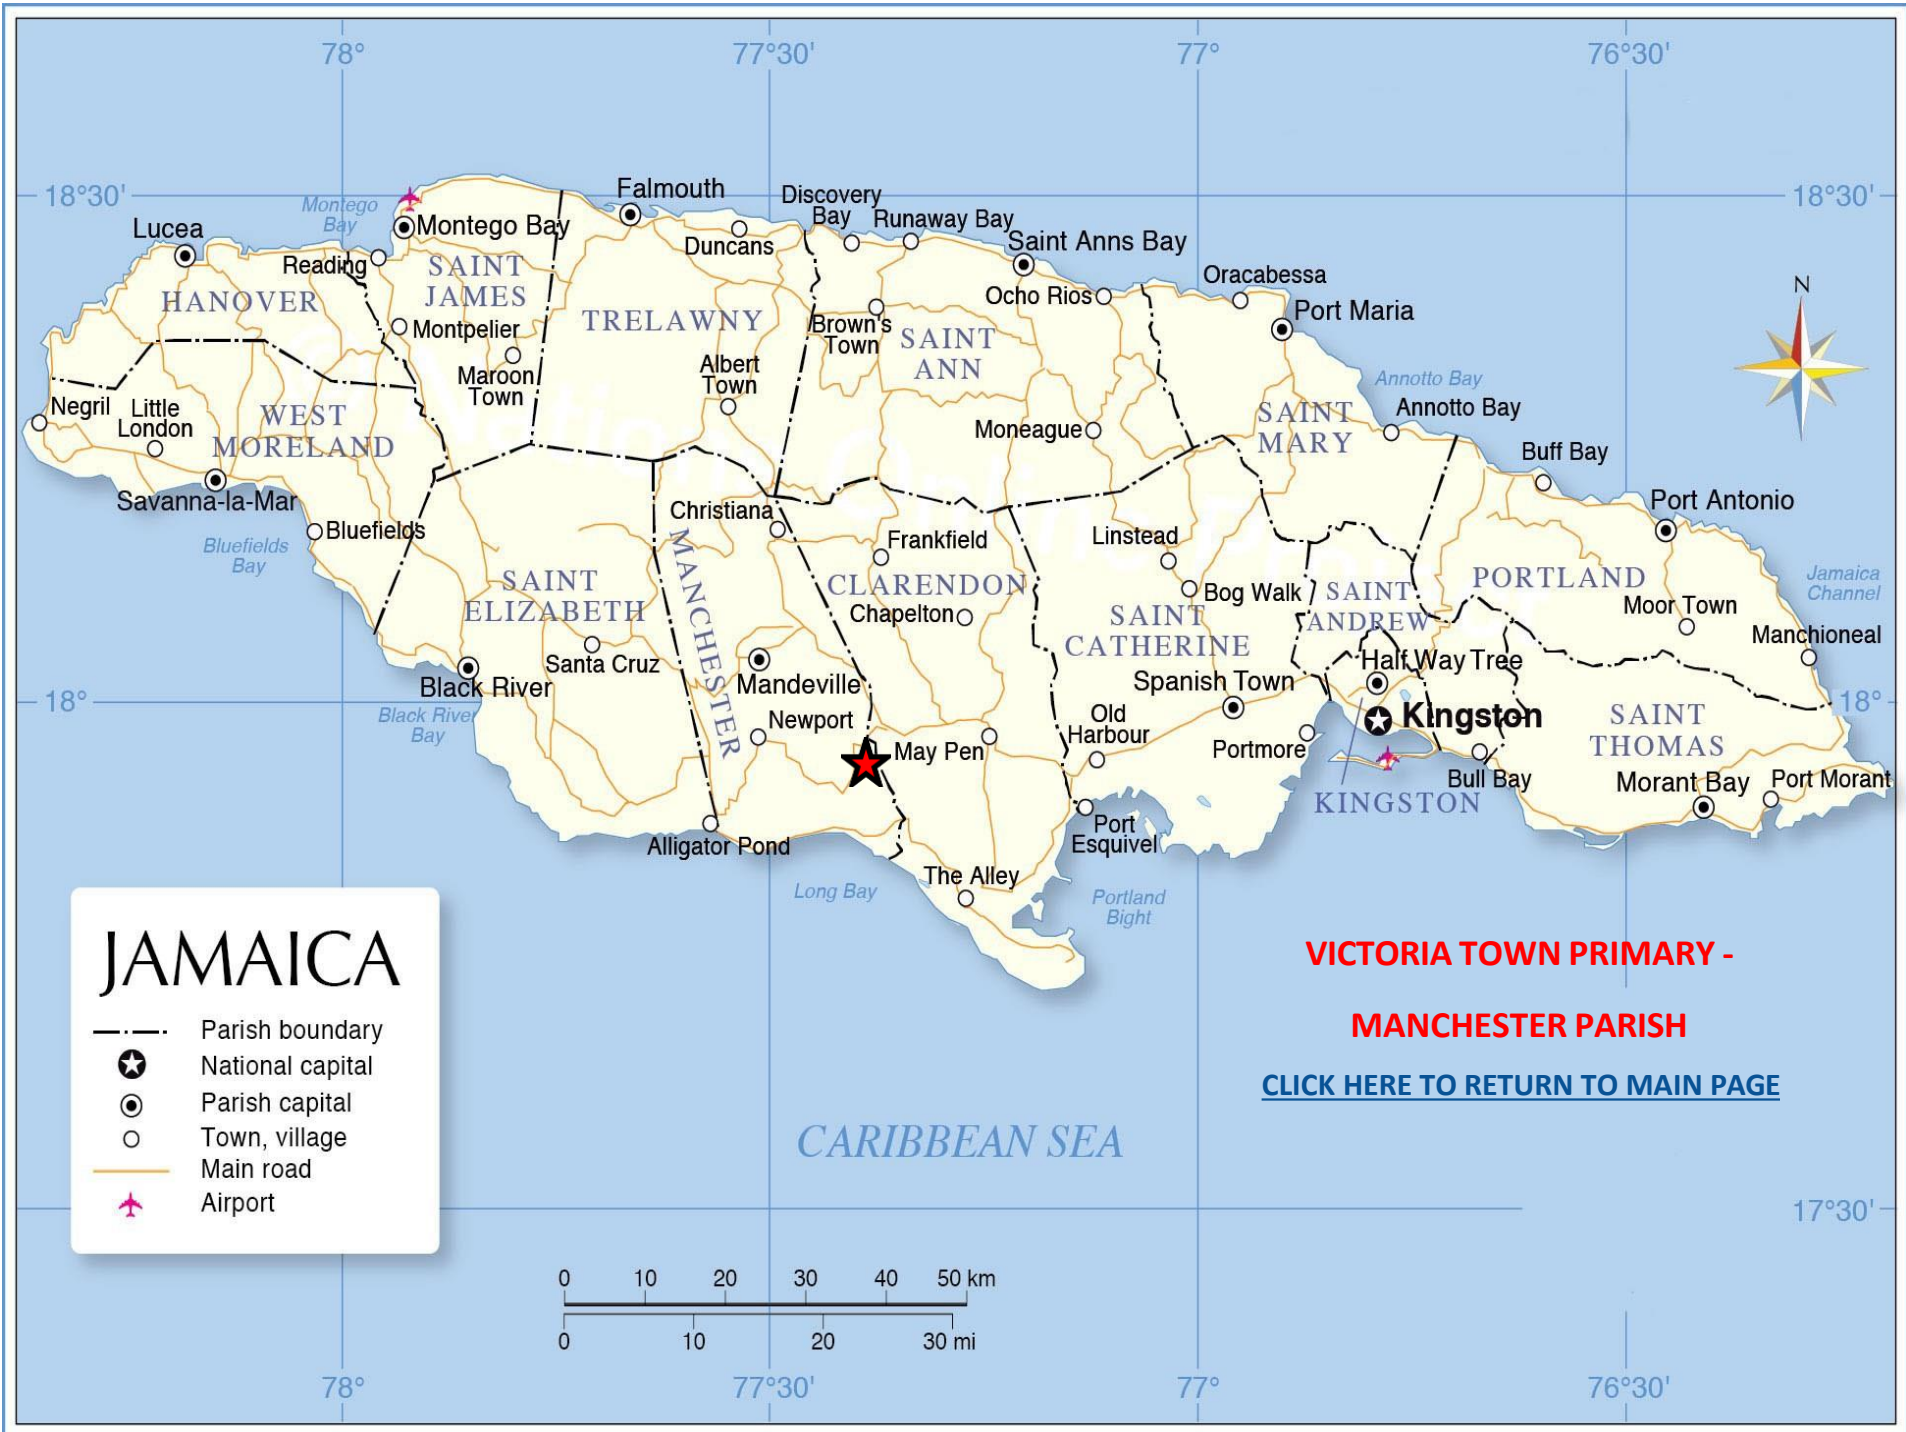 78°
77°30'
77°
76°30'
18°30'
18°30'
Montego
Bay
Lucea
Montego Bay
Falmouth
Discovery
Bay
Runaway Bay
Duncans
Saint Anns Bay
Reading
SAINT
JAMES
HANOVER
Ocho Rios
Oracabessa
Port Maria
N
Montpelier
TRELAWNY
Brown's
Town
SAINT
ANN
Maroon
Town
Albert
Town
Annotto Bay
Annotto Bay
Negril
Little
London
WEST
MORELAND
Moneague
SAINT
MARY
Buff Bay
Savanna-la-Mar
Christiana
Port Antonio
Bluefields
Bluefields
Bay
MANCHESTER
Frankfield
Linstead
SAINT
ELIZABETH
CLARENDON
Chapelton
Bog Walk
SAINT
CATHERINE
SAINT
ANDREW
PORTLAND
Jamaica
Channel
Moor Town
Manchioneal
Santa Cruz
Black River
Mandeville
Half Way Tree
Spanish Town
18°
18°
Black River
Bay
Newport
May Pen
Old
Harbour
Portmore
Kingston
SAINT
THOMAS
Bull Bay
Morant Bay
Port Morant
KINGSTON
Alligator Pond
Port
Esquivel
The Alley
Long Bay
Portland
Bight
VICTORIA TOWN PRIMARY -
MANCHESTER PARISH
CLICK HERE TO RETURN TO MAIN PAGE
JAMAICA
Parish boundary
National capital
Parish capital
Town, village
Main road
Airport
CARIBBEAN SEA
17°30'
0 10 20 30 40 50 km
0 10 20 30 mi
78°
77°30'
77°
76°30'